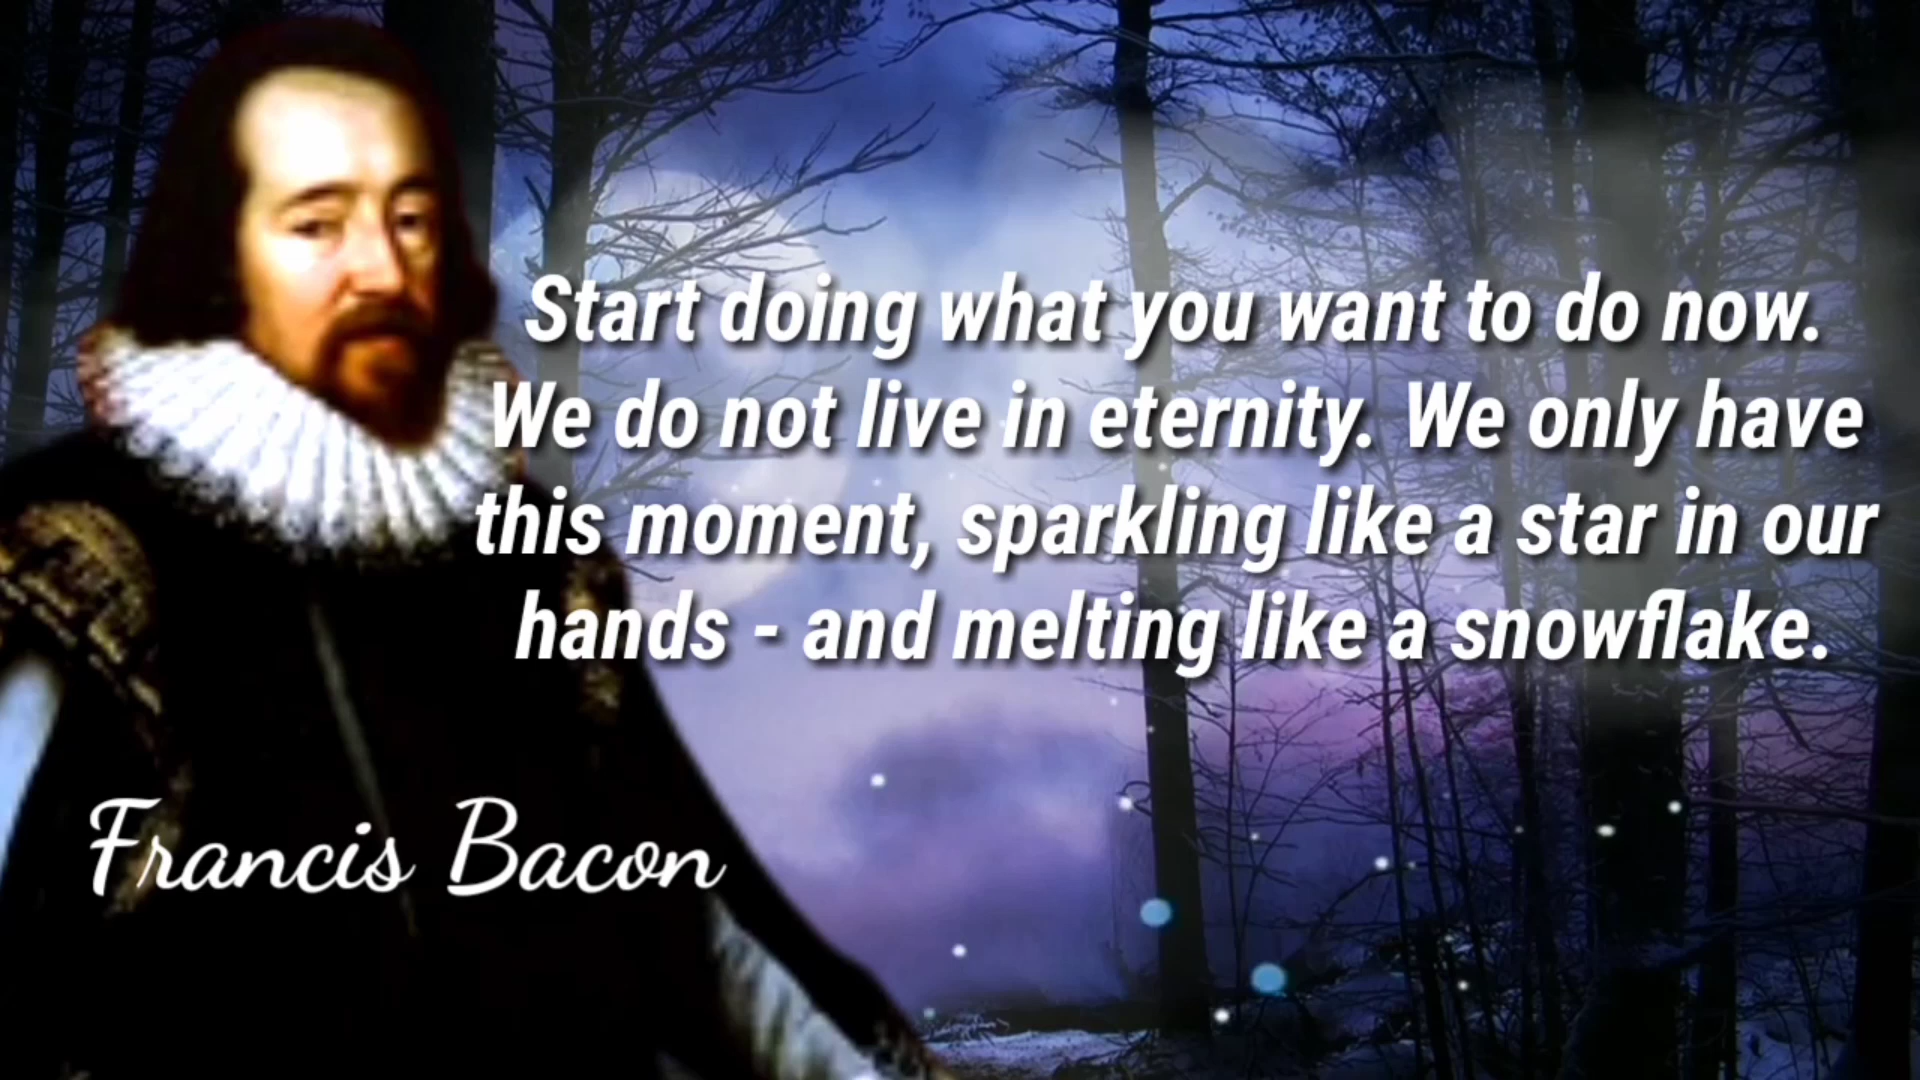 Start doing what you want to do now.
We do not live in eternity. We only have
this moment, sparkling like a star in our
hands - and melting like a snowflake.
Francis Bacon